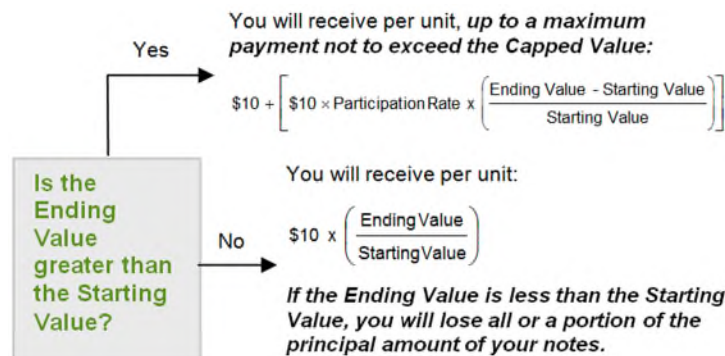 You will receive per unit, up to a maximum
Yes
payment not to exceed the Capped Value:
$10 + [ $10 × Participation Rate x ( Ending Value - Starting Value / Starting Value ) ]
Is the
Ending
Value
greater than
the Starting
Value?
You will receive per unit:
No
$10 x ( Ending Value / Starting Value )
If the Ending Value is less than the Starting
Value, you will lose all or a portion of the
principal amount of your notes.